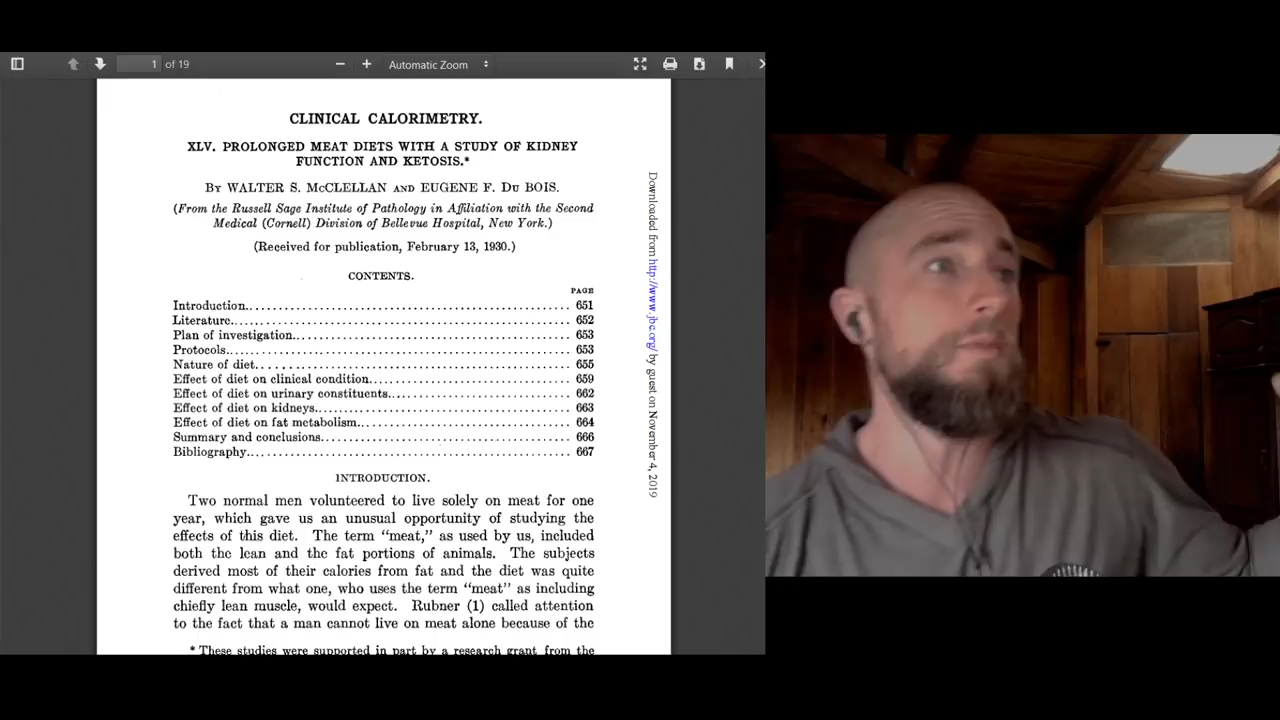 1 of 19
Automatic Zoom
CLINICAL CALORIMETRY.
XLV. PROLONGED MEAT DIETS WITH A STUDY OF KIDNEY
FUNCTION AND KETOSIS.*
BY WALTER S. McCLELLAN AND EUGENE F. DU BOIS.
(From the Russell Sage Institute of Pathology in Affiliation with the Second
Medical (Cornell) Division of Bellevue Hospital, New York.)
(Received for publication, February 13, 1930.)
CONTENTS.
PAGE
Introduction.......................................................... 651
Literature............................................................ 652
Plan of investigation................................................. 653
Protocols............................................................. 653
Nature of diet........................................................ 655
Effect of diet on clinical condition.................................. 659
Effect of diet on urinary constituents................................ 662
Effect of diet on kidneys............................................. 663
Effect of diet on fat metabolism...................................... 664
Summary and conclusions............................................... 666
Bibliography.......................................................... 667
INTRODUCTION.
Two normal men volunteered to live solely on meat for one
year, which gave us an unusual opportunity of studying the
effects of this diet. The term “meat,” as used by us, included
both the lean and the fat portions of animals. The subjects
derived most of their calories from fat and the diet was quite
different from what one, who uses the term “meat” as including
chiefly lean muscle, would expect. Rubner (1) called attention
to the fact that a man cannot live on meat alone because of the
* These studies were supported in part by a research grant from the
Downloaded from http://www.jbc.org/ by guest on November 4, 2019